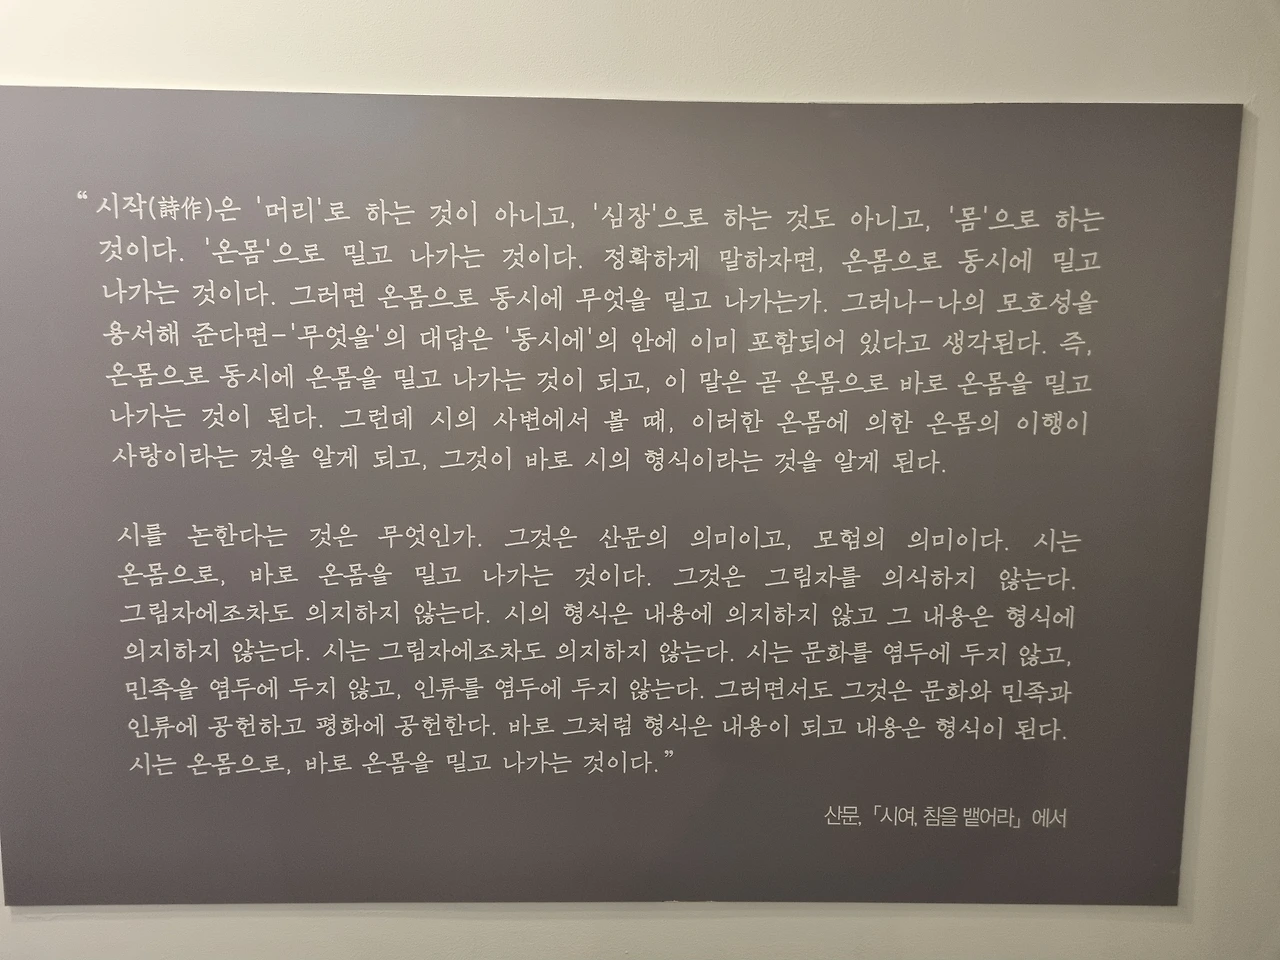 “시작(詩作)은 '머리'로 하는 것이 아니고, '심장'으로 하는 것도 아니고, '몸'으로 하는
것이다. '온몸'으로 밀고 나가는 것이다. 정확하게 말하자면, 온몸으로 동시에 밀고
나가는 것이다. 그러면 온몸으로 동시에 무엇을 밀고 나가는가. 그러나-나의 모호성을
용서해 준다면-'무엇을'의 대답은 '동시에'의 안에 이미 포함되어 있다고 생각된다. 즉,
온몸으로 동시에 온몸을 밀고 나가는 것이 되고, 이 말은 곧 온몸으로 바로 온몸을 밀고
나가는 것이 된다. 그런데 시의 사변에서 볼 때, 이러한 온몸에 의한 온몸의 이행이
사랑이라는 것을 알게 되고, 그것이 바로 시의 형식이라는 것을 알게 된다.
시를 논한다는 것은 무엇인가. 그것은 산문의 의미이고, 모험의 의미이다. 시는
온몸으로, 바로 온몸을 밀고 나가는 것이다. 그것은 그림자를 의식하지 않는다.
그림자에조차도 의지하지 않는다. 시의 형식은 내용에 의지하지 않고 그 내용은 형식에
의지하지 않는다. 시는 그림자에조차도 의지하지 않는다. 시는 문화를 염두에 두지 않고,
민족을 염두에 두지 않고, 인류를 염두에 두지 않는다. 그러면서도 그것은 문화와 민족과
인류에 공헌하고 평화에 공헌한다. 바로 그처럼 형식은 내용이 되고 내용은 형식이 된다.
시는 온몸으로, 바로 온몸을 밀고 나가는 것이다.”
산문, 「시여, 침을 뱉어라」에서